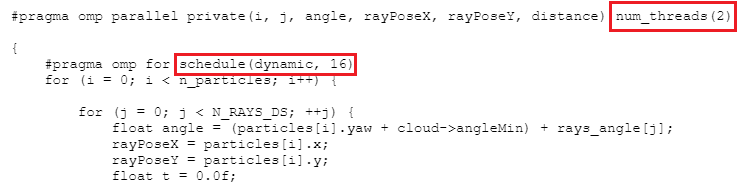 #pragma omp parallel private(i, j, angle, rayPoseX, rayPoseY, distance) num_threads(2)
{
#pragma omp for schedule(dynamic, 16)
for (i = 0; i < n_particles; i++) {
for (j = 0; j < N_RAYS_DS; ++j) {
float angle = (particles[i].yaw + cloud->angleMin) + rays_angle[j];
rayPoseX = particles[i].x;
rayPoseY = particles[i].y;
float t = 0.0f;